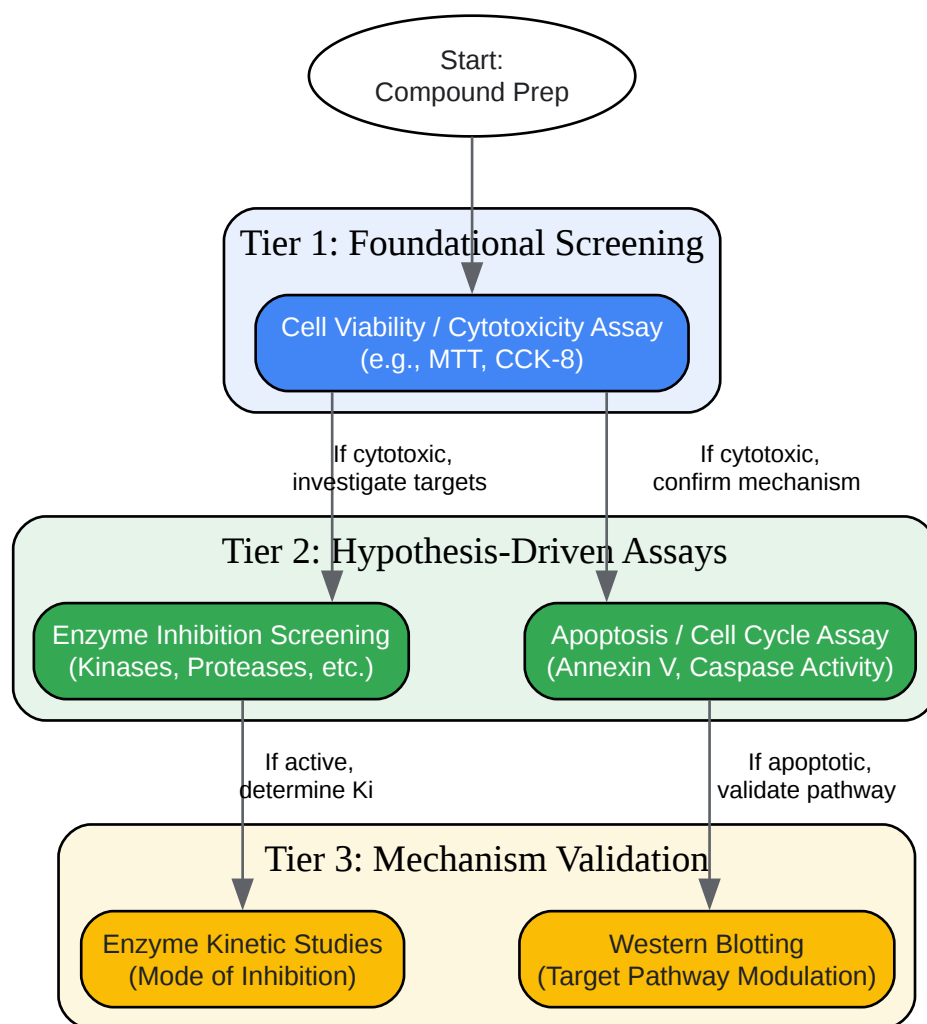 Start:
Compound Prep
Tier 1: Foundational Screening
Cell Viability / Cytotoxicity Assay
(e.g., MTT, CCK-8)
If cytotoxic,
investigate targets
If cytotoxic,
confirm mechanism
Tier 2: Hypothesis-Driven Assays
Enzyme Inhibition Screening
(Kinases, Proteases, etc.)
Apoptosis / Cell Cycle Assay
(Annexin V, Caspase Activity)
If active,
determine Ki
If apoptotic,
validate pathway
Tier 3: Mechanism Validation
Enzyme Kinetic Studies
(Mode of Inhibition)
Western Blotting
(Target Pathway Modulation)